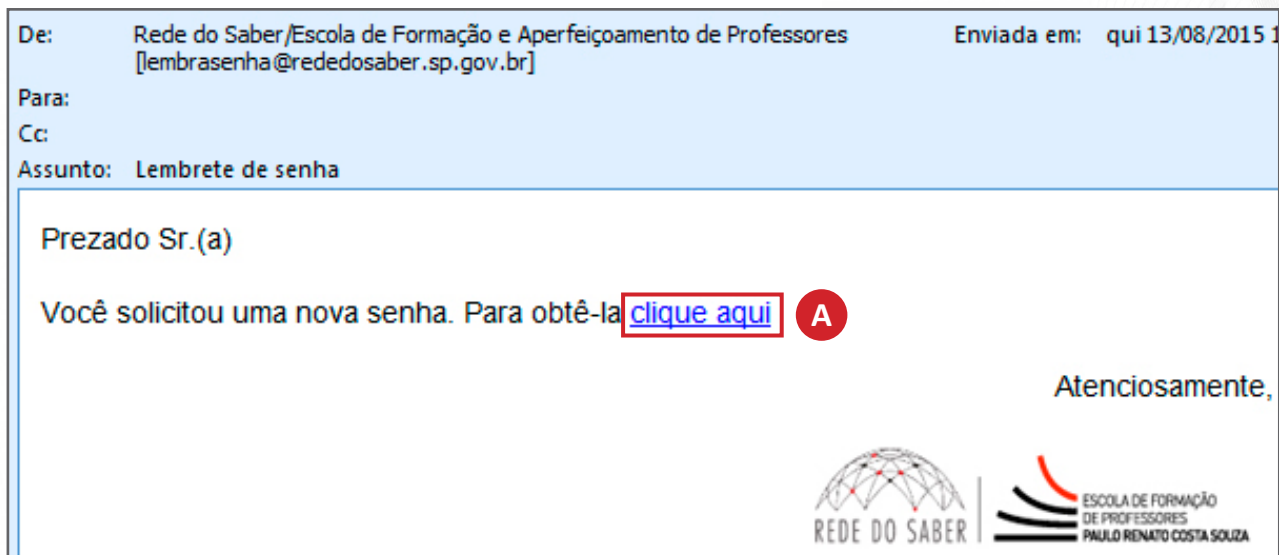 De: Rede do Saber/Escola de Formação e Aperfeiçoamento de Professores Enviada em: qui 13/08/2015 1
[lembrasenha@rededosaber.sp.gov.br]
Para:
Cc:
Assunto: Lembrete de senha
Prezado Sr.(a)
Você solicitou uma nova senha. Para obtê-la clique aqui A
Atenciosamente,
REDE DO SABER
ESCOLA DE FORMAÇÃO
DE PROFESSORES
PAULO RENATO COSTA SOUZA